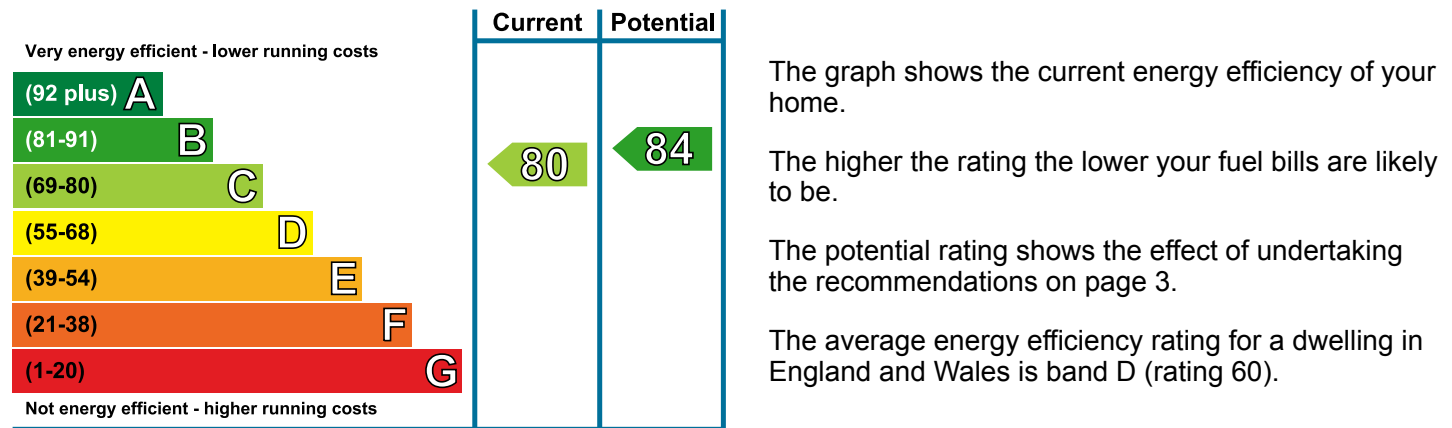 Current Potential
Very energy efficient - lower running costs
(92 plus) A
(81-91) B
(69-80) C
(55-68) D
(39-54) E
(21-38) F
(1-20) G
Not energy efficient - higher running costs
80
84
The graph shows the current energy efficiency of your
home.
The higher the rating the lower your fuel bills are likely
to be.
The potential rating shows the effect of undertaking
the recommendations on page 3.
The average energy efficiency rating for a dwelling in
England and Wales is band D (rating 60).